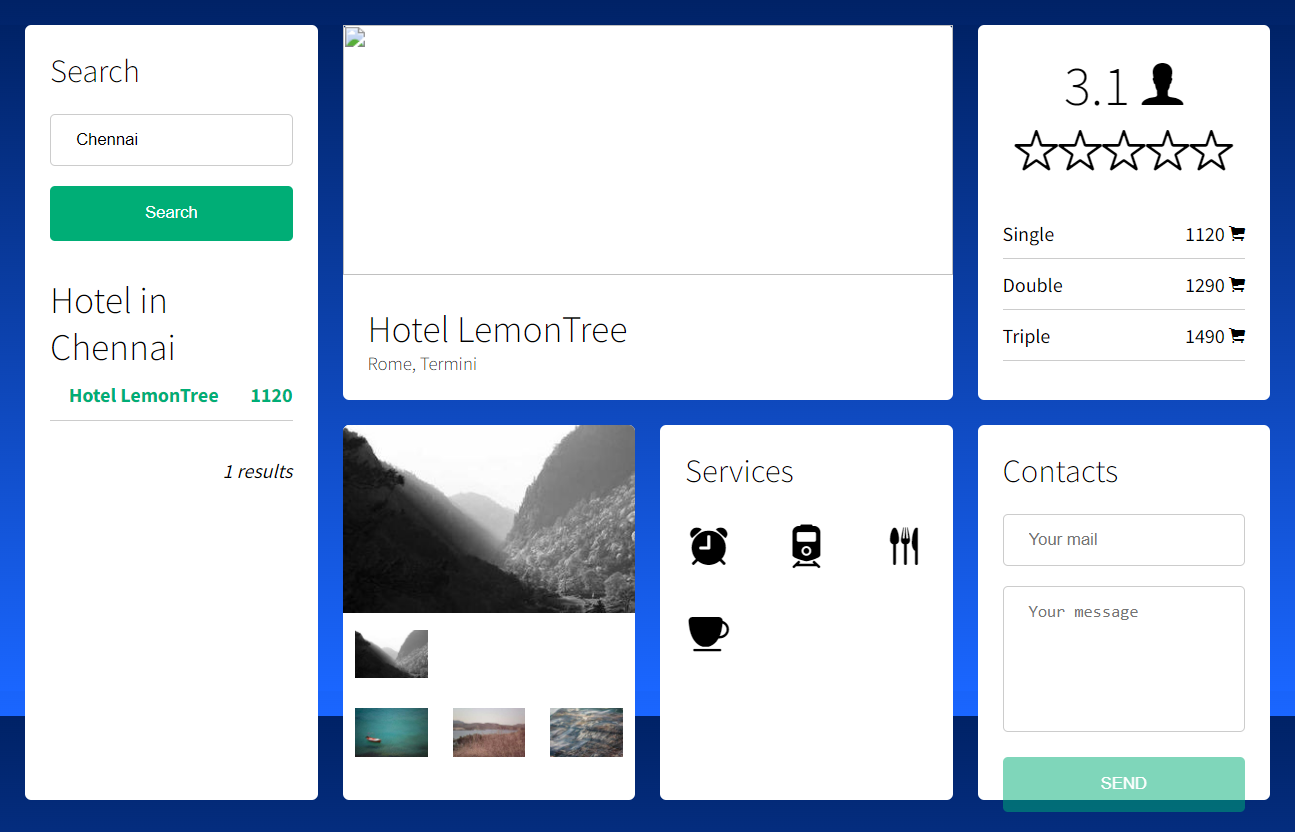 Search
Chennai
Search
Hotel in
Chennai
Hotel LemonTree 1120
1 results
Hotel LemonTree
Rome, Termini
3.1
Single 1120
Double 1290
Triple 1490
Services
Contacts
Your mail
Your message
SEND